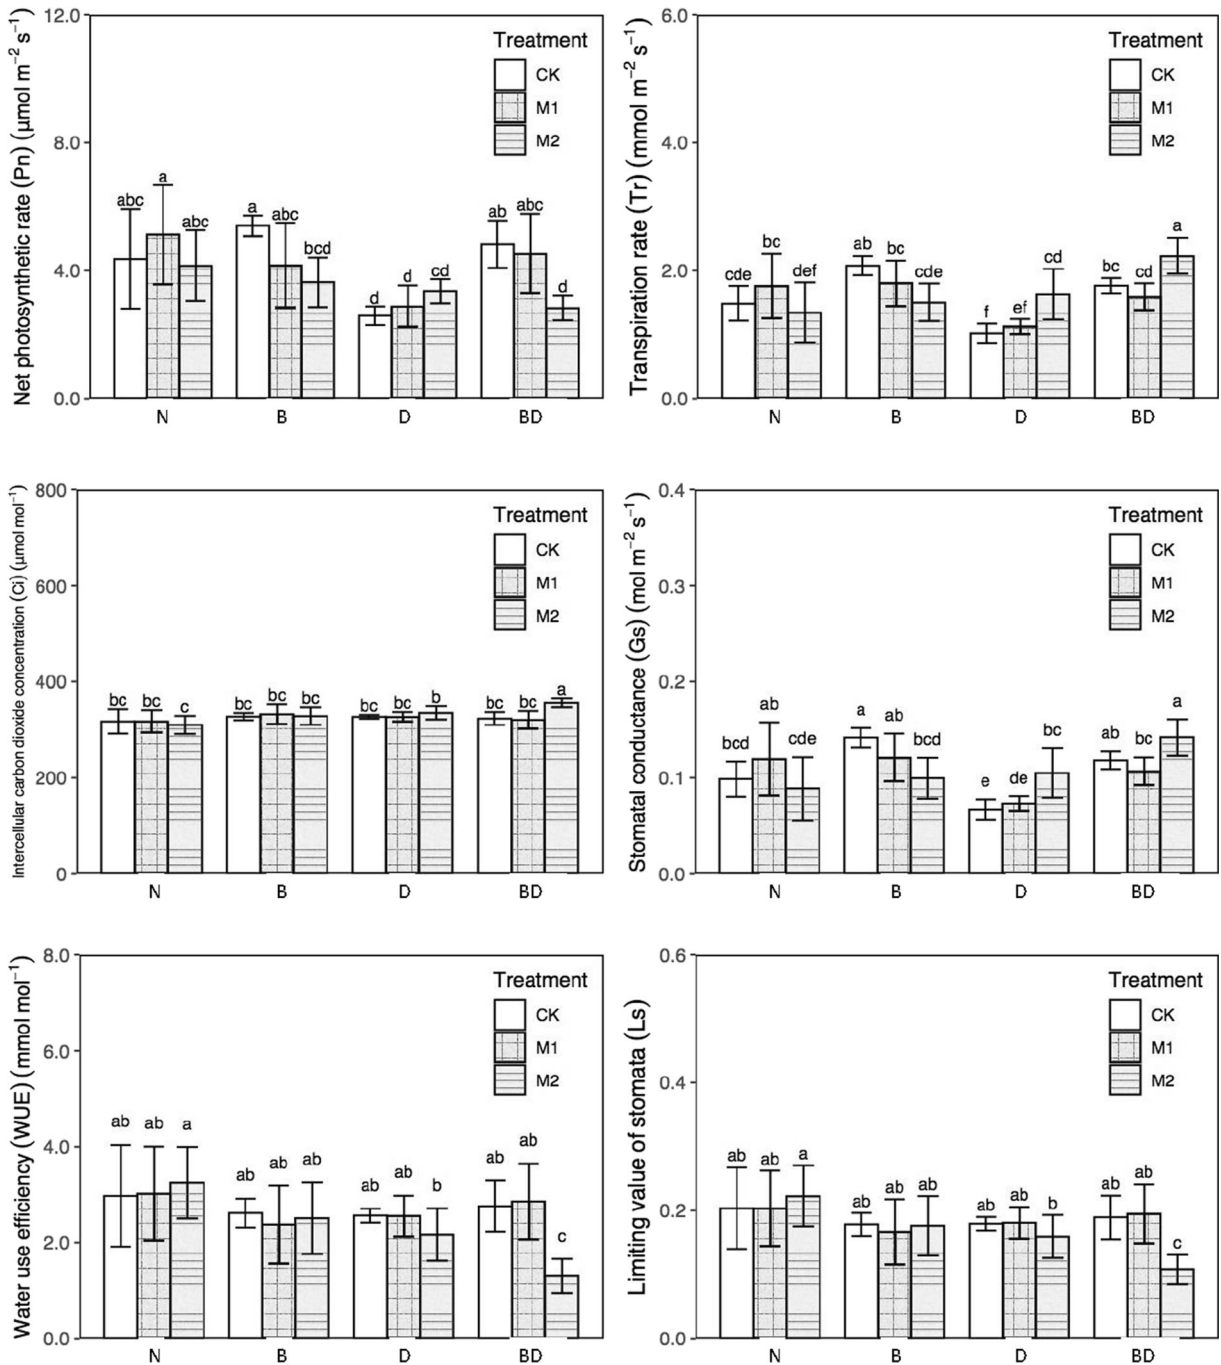 Net photosynthetic rate (Pn) (μmol m⁻² s⁻¹)
12.0
8.0
4.0
0.0
Treatment
CK
M1
M2
abc
a
abc
a
abc
bcd
d
d
cd
ab
abc
d
N
B
D
BD
Transpiration rate (Tr) (mmol m⁻² s⁻¹)
6.0
4.0
2.0
0.0
Treatment
CK
M1
M2
cde
bc
def
ab
bc
cde
f
ef
cd
bc
cd
a
N
B
D
BD
Intercellular carbon dioxide concentration (Ci) (μmol mol⁻¹)
800
600
400
200
0
Treatment
CK
M1
M2
bc
bc
c
bc
bc
bc
bc
bc
b
bc
bc
a
N
B
D
BD
Stomatal conductance (Gs) (mol m⁻² s⁻¹)
0.4
0.3
0.2
0.1
0.0
Treatment
CK
M1
M2
bcd
ab
cde
a
ab
bcd
e
de
bc
ab
bc
a
N
B
D
BD
Water use efficiency (WUE) (mmol mol⁻¹)
8.0
6.0
4.0
2.0
0.0
Treatment
CK
M1
M2
ab
ab
a
ab
ab
ab
ab
ab
b
ab
ab
c
N
B
D
BD
Limiting value of stomata (Ls)
0.6
0.4
0.2
0.0
Treatment
CK
M1
M2
ab
ab
a
ab
ab
ab
ab
ab
b
ab
ab
c
N
B
D
BD